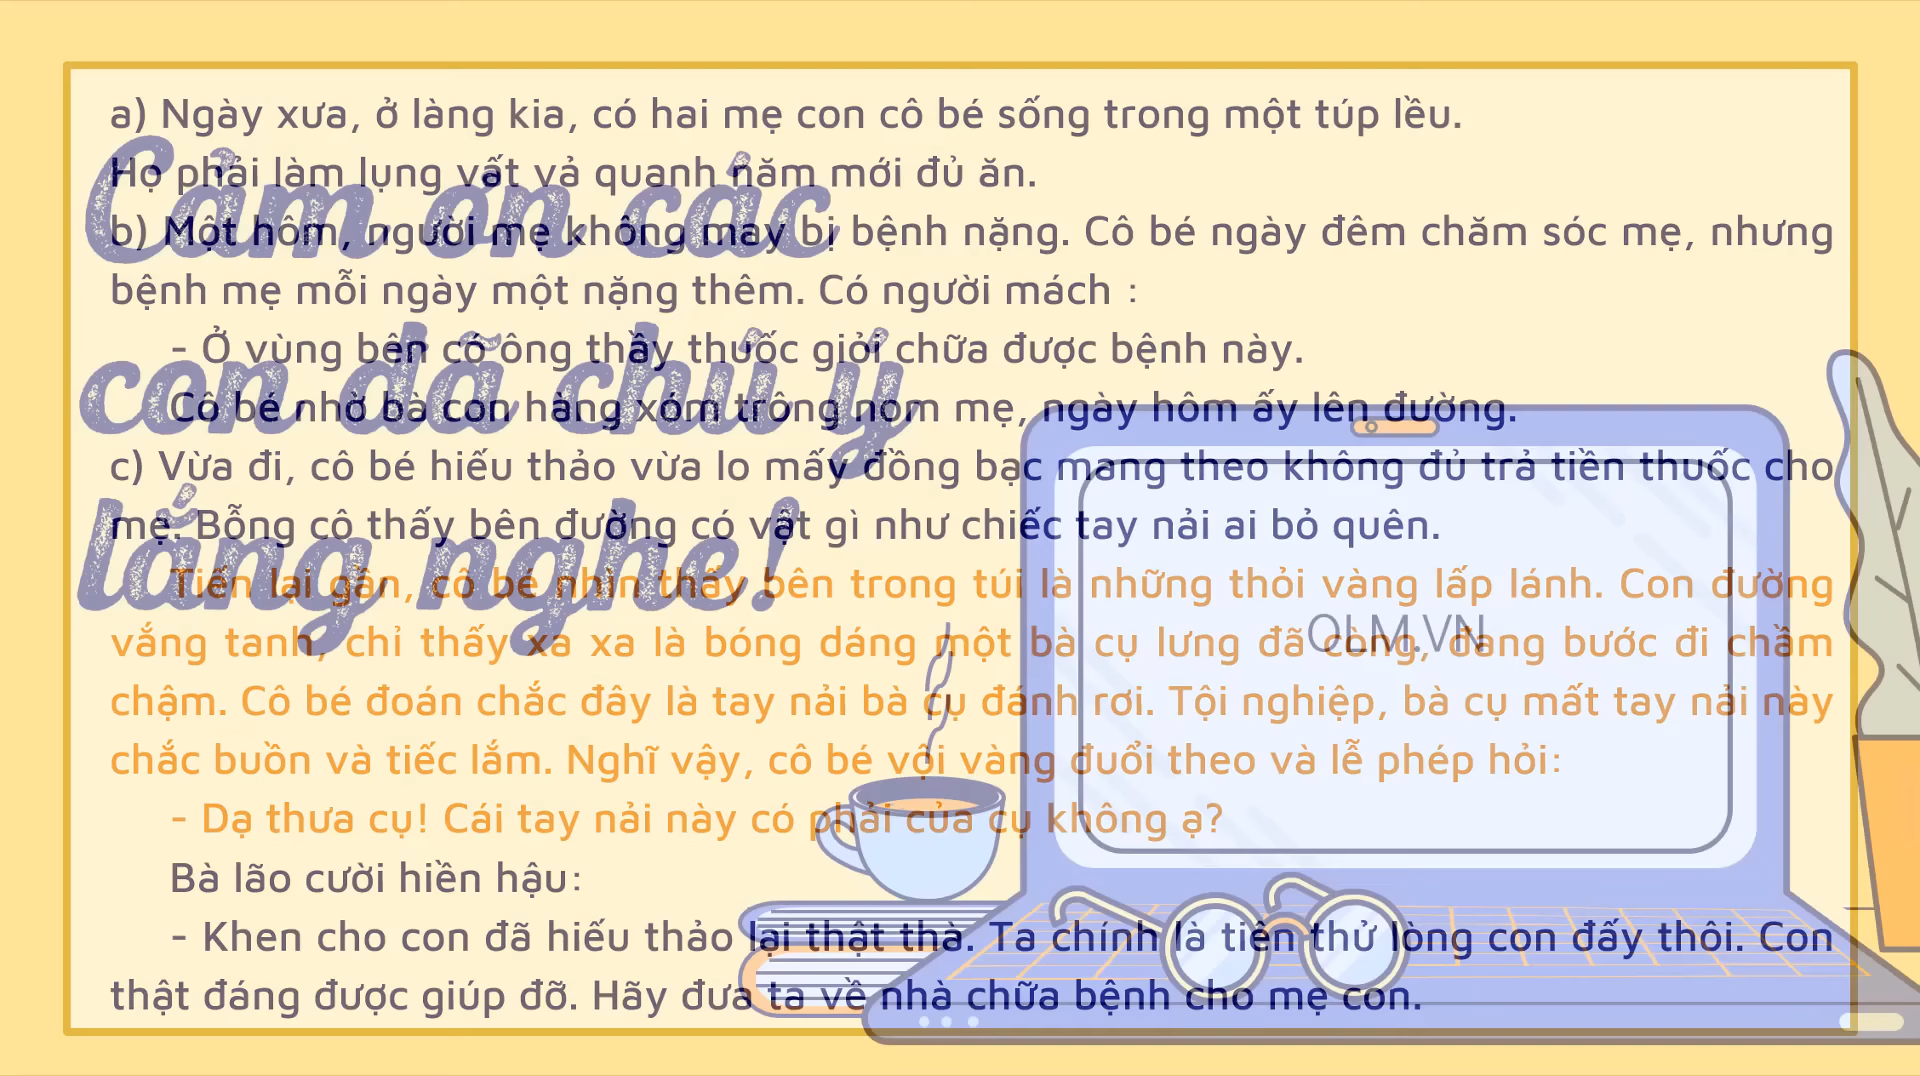 a) Ngày xưa, ở làng kia, có hai mẹ con cô bé sống trong một túp lều.
Họ phải làm lụng vất vả quanh năm mới đủ ăn.
b) Một hôm, người mẹ không may bị bệnh nặng. Cô bé ngày đêm chăm sóc mẹ, nhưng
bệnh mẹ mỗi ngày một nặng thêm. Có người mách :
- Ở vùng bên có ông thầy thuốc giỏi chữa được bệnh này.
Cô bé nhờ bà con hàng xóm trông nom mẹ, ngày hôm ấy lên đường.
c) Vừa đi, cô bé hiếu thảo vừa lo mấy đồng bạc mang theo không đủ trả tiền thuốc cho
mẹ. Bỗng cô thấy bên đường có vật gì như chiếc tay nải ai bỏ quên.
Tiến lại gần, cô bé nhìn thấy bên trong túi là những thỏi vàng lấp lánh. Con đường
vắng tanh, chỉ thấy xa xa là bóng dáng một bà cụ lưng đã còng, đang bước đi chầm
chậm. Cô bé đoán chắc đây là tay nải bà cụ đánh rơi. Tội nghiệp, bà cụ mất tay nải này
chắc buồn và tiếc lắm. Nghĩ vậy, cô bé vội vàng đuổi theo và lễ phép hỏi:
- Dạ thưa cụ! Cái tay nải này có phải của cụ không ạ?
Bà lão cười hiền hậu:
- Khen cho con đã hiếu thảo lại thật thà. Ta chính là tiên thử lòng con đấy thôi. Con
thật đáng được giúp đỡ. Hãy đưa ta về nhà chữa bệnh cho mẹ con.
Cảm ơn các
con đã chú ý
lắng nghe!
OLM.VN